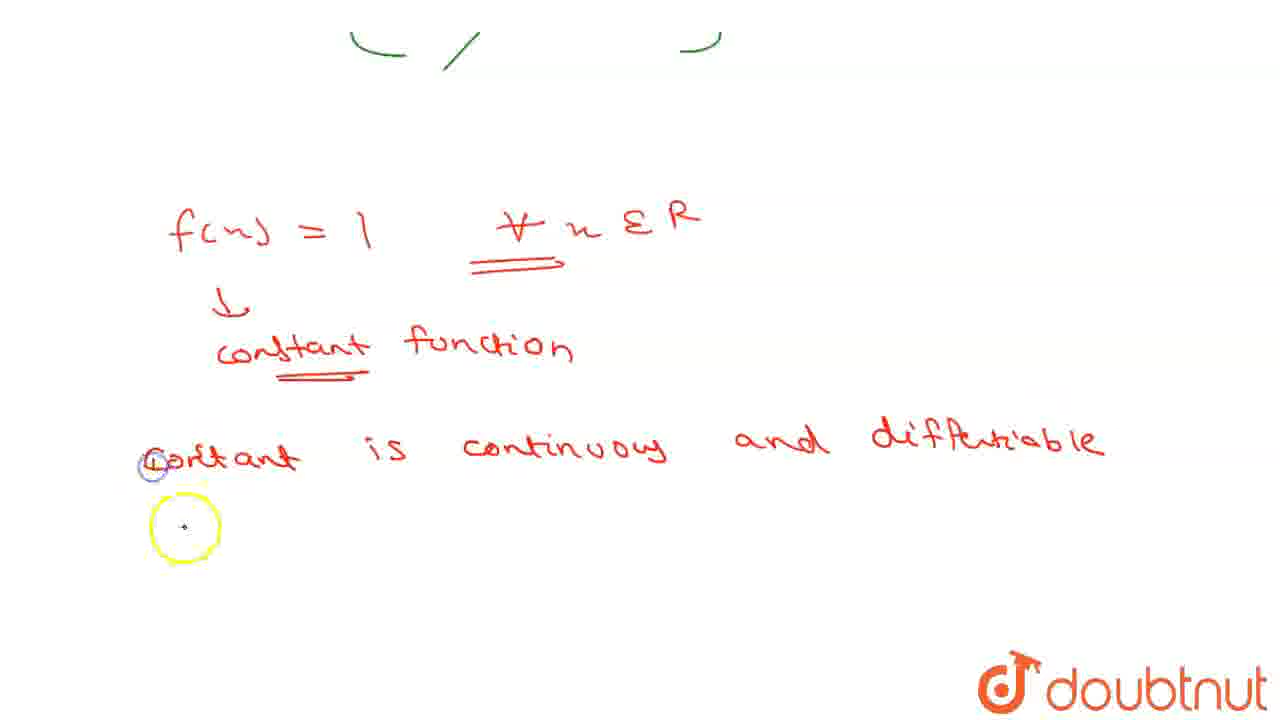 f(x) = 1 ∀ x ε R
↓
constant function
constant is continuous and differentiable
doubtnut